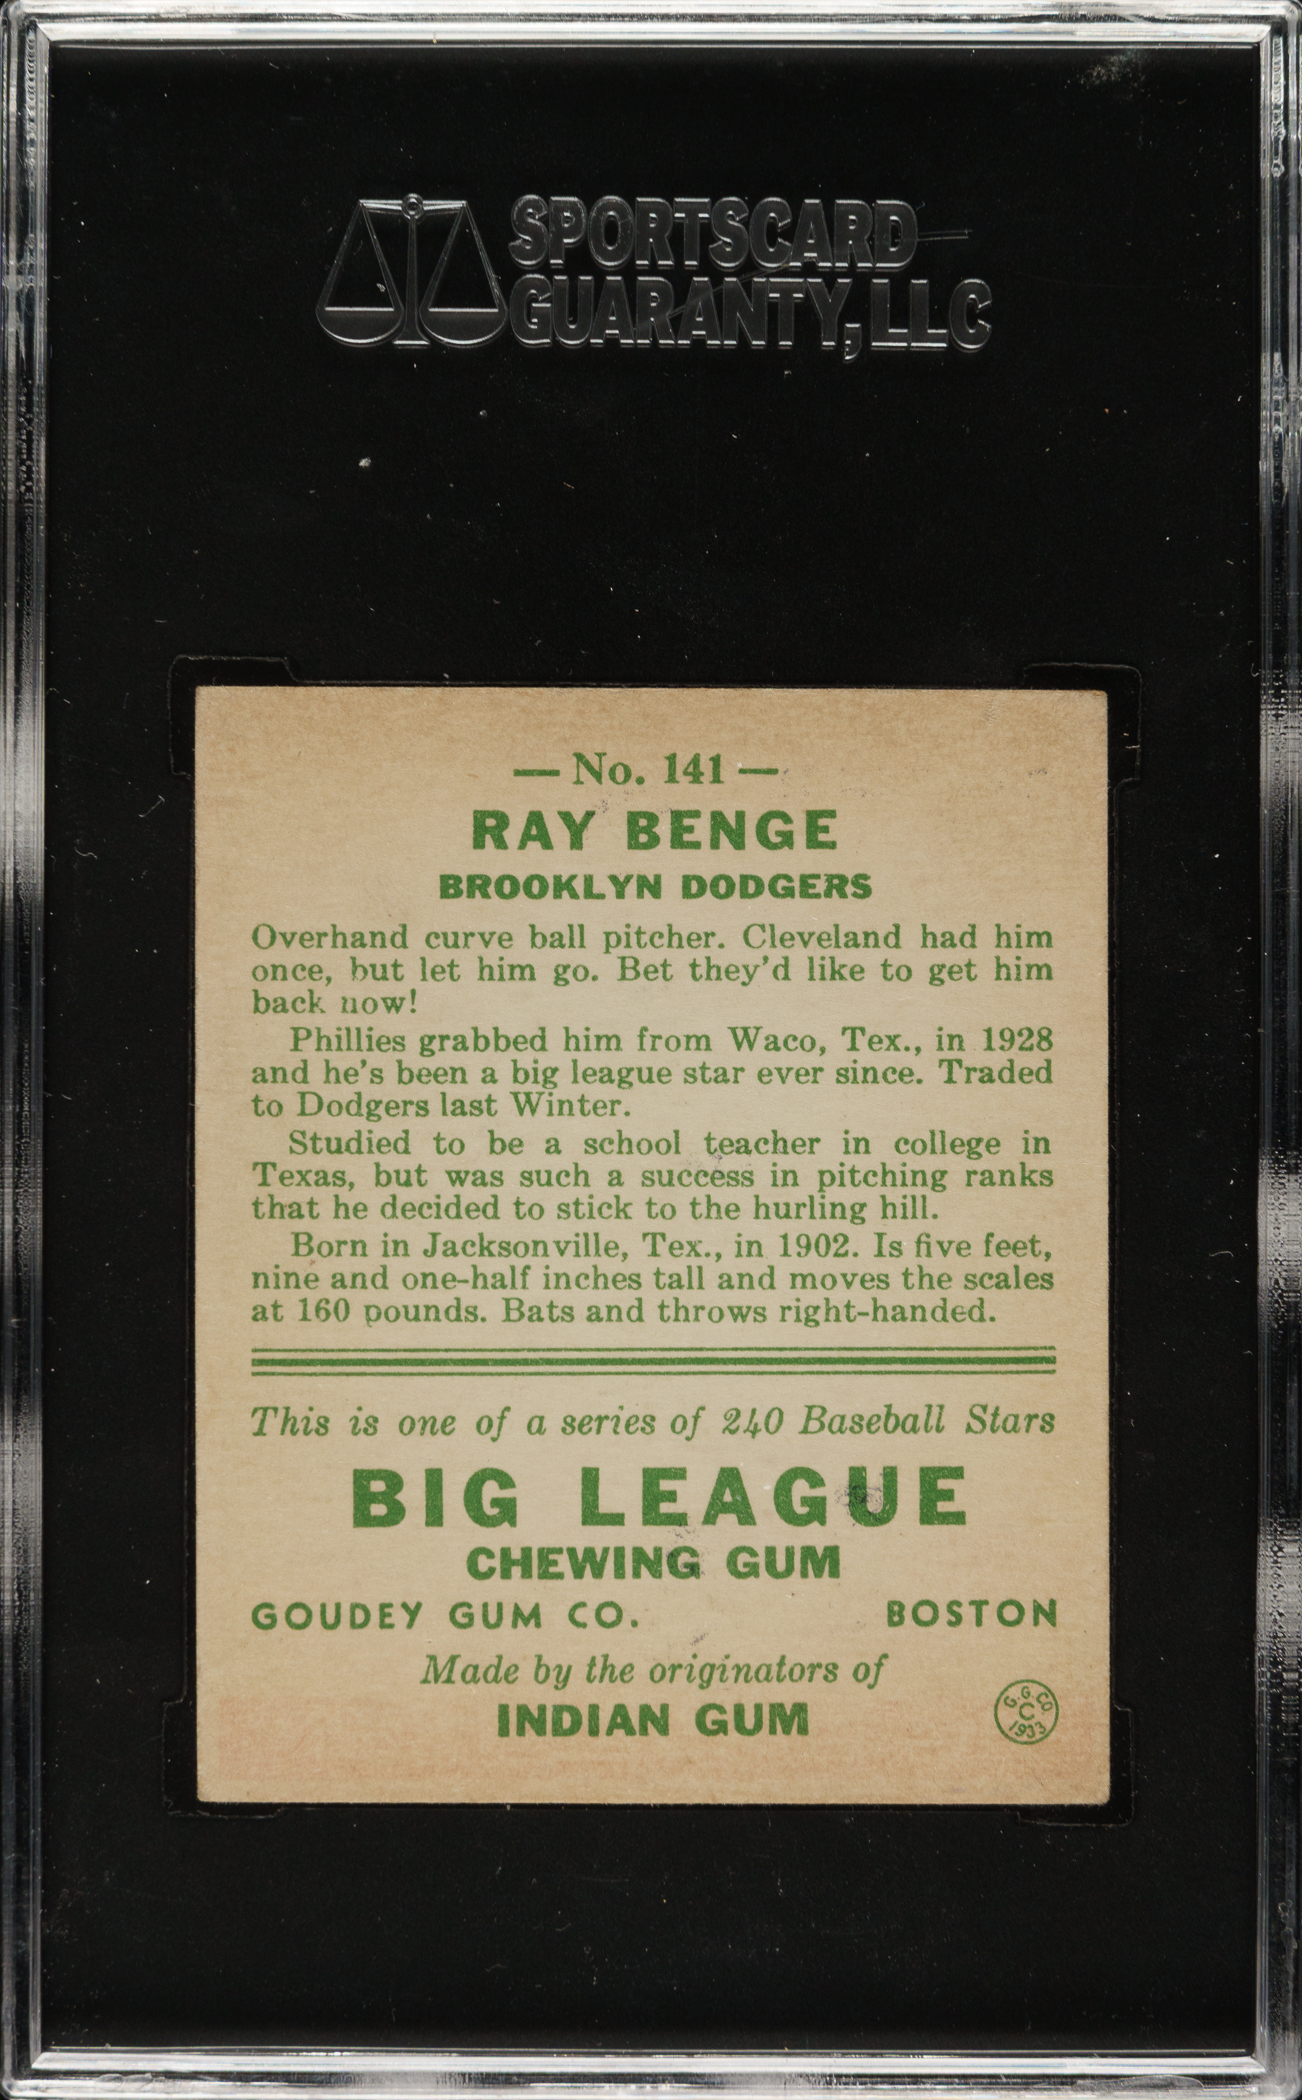 SPORTSCARD
GUARANTY, LLC
— No. 141 —
RAY BENGE
BROOKLYN DODGERS
Overhand curve ball pitcher. Cleveland had him
once, but let him go. Bet they'd like to get him
back now!
Phillies grabbed him from Waco, Tex., in 1928
and he's been a big league star ever since. Traded
to Dodgers last Winter.
Studied to be a school teacher in college in
Texas, but was such a success in pitching ranks
that he decided to stick to the hurling hill.
Born in Jacksonville, Tex., in 1902. Is five feet,
nine and one-half inches tall and moves the scales
at 160 pounds. Bats and throws right-handed.
This is one of a series of 240 Baseball Stars
BIG LEAGUE
CHEWING GUM
GOUDEY GUM CO. BOSTON
Made by the originators of
INDIAN GUM
G. G. CO.
C
1933